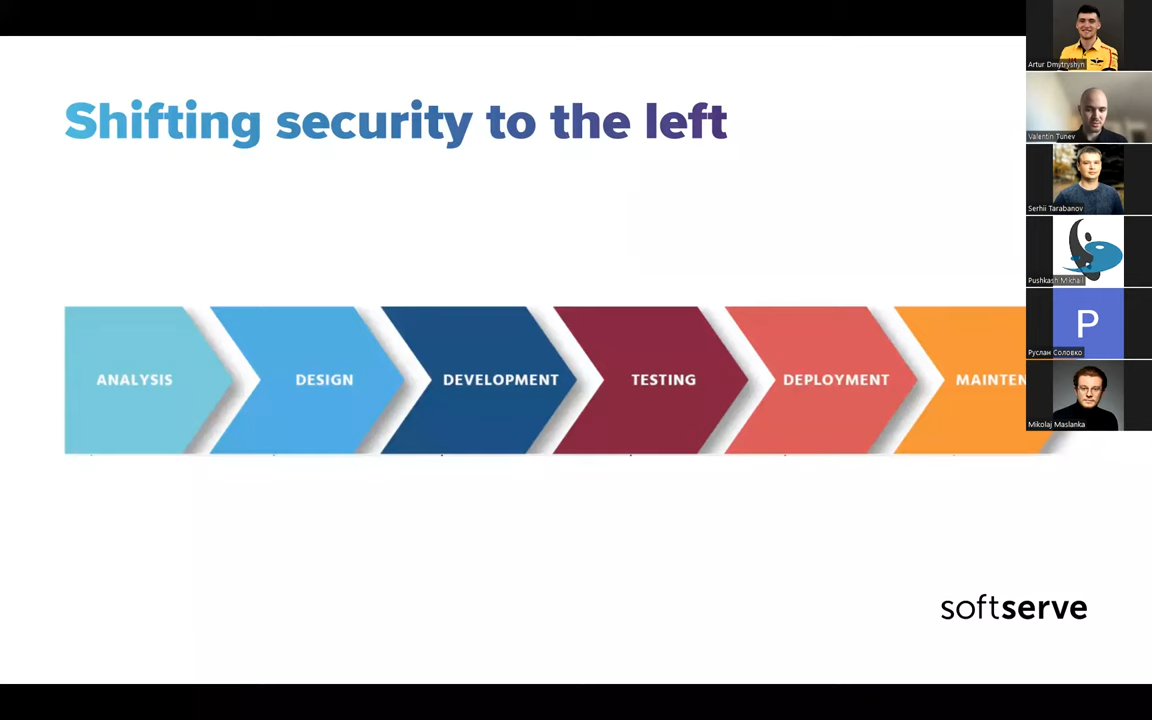 Shifting security to the left
ANALYSIS
DESIGN
DEVELOPMENT
TESTING
DEPLOYMENT
MAINTEN
softserve
Artur Dmytryshyn
Valentin Tunev
Serhii Tarabanov
Pushkash Mikhail
P
Руслан Соловко
Mikolaj Maslanka